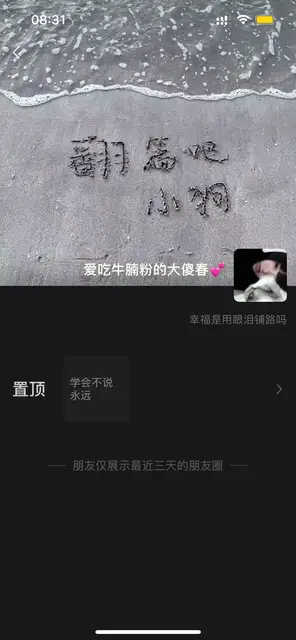 08:31
翻篇吧
小狗
爱吃牛腩粉的大傻春💕
幸福是用眼泪铺路吗
置顶
学会不说
永远
朋友仅展示最近三天的朋友圈